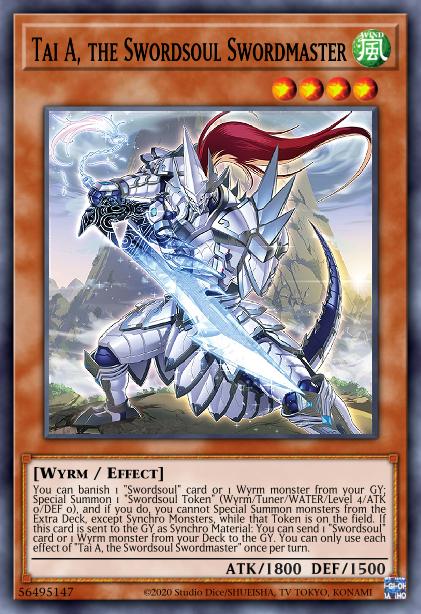 Tai A, the Swordsoul Swordmaster
WIND
風
[Wyrm / Effect]
You can banish 1 "Swordsoul" card or 1 Wyrm monster from your GY;
Special Summon 1 "Swordsoul Token" (Wyrm/Tuner/WATER/Level 4/ATK
0/DEF 0), and if you do, you cannot Special Summon monsters from the
Extra Deck, except Synchro Monsters, while that Token is on the field. If
this card is sent to the GY as Synchro Material: You can send 1 "Swordsoul"
card or 1 Wyrm monster from your Deck to the GY. You can only use each
effect of "Tai A, the Swordsoul Swordmaster" once per turn.
ATK/1800 DEF/1500
56495147
©2020 Studio Dice/SHUEISHA, TV TOKYO, KONAMI